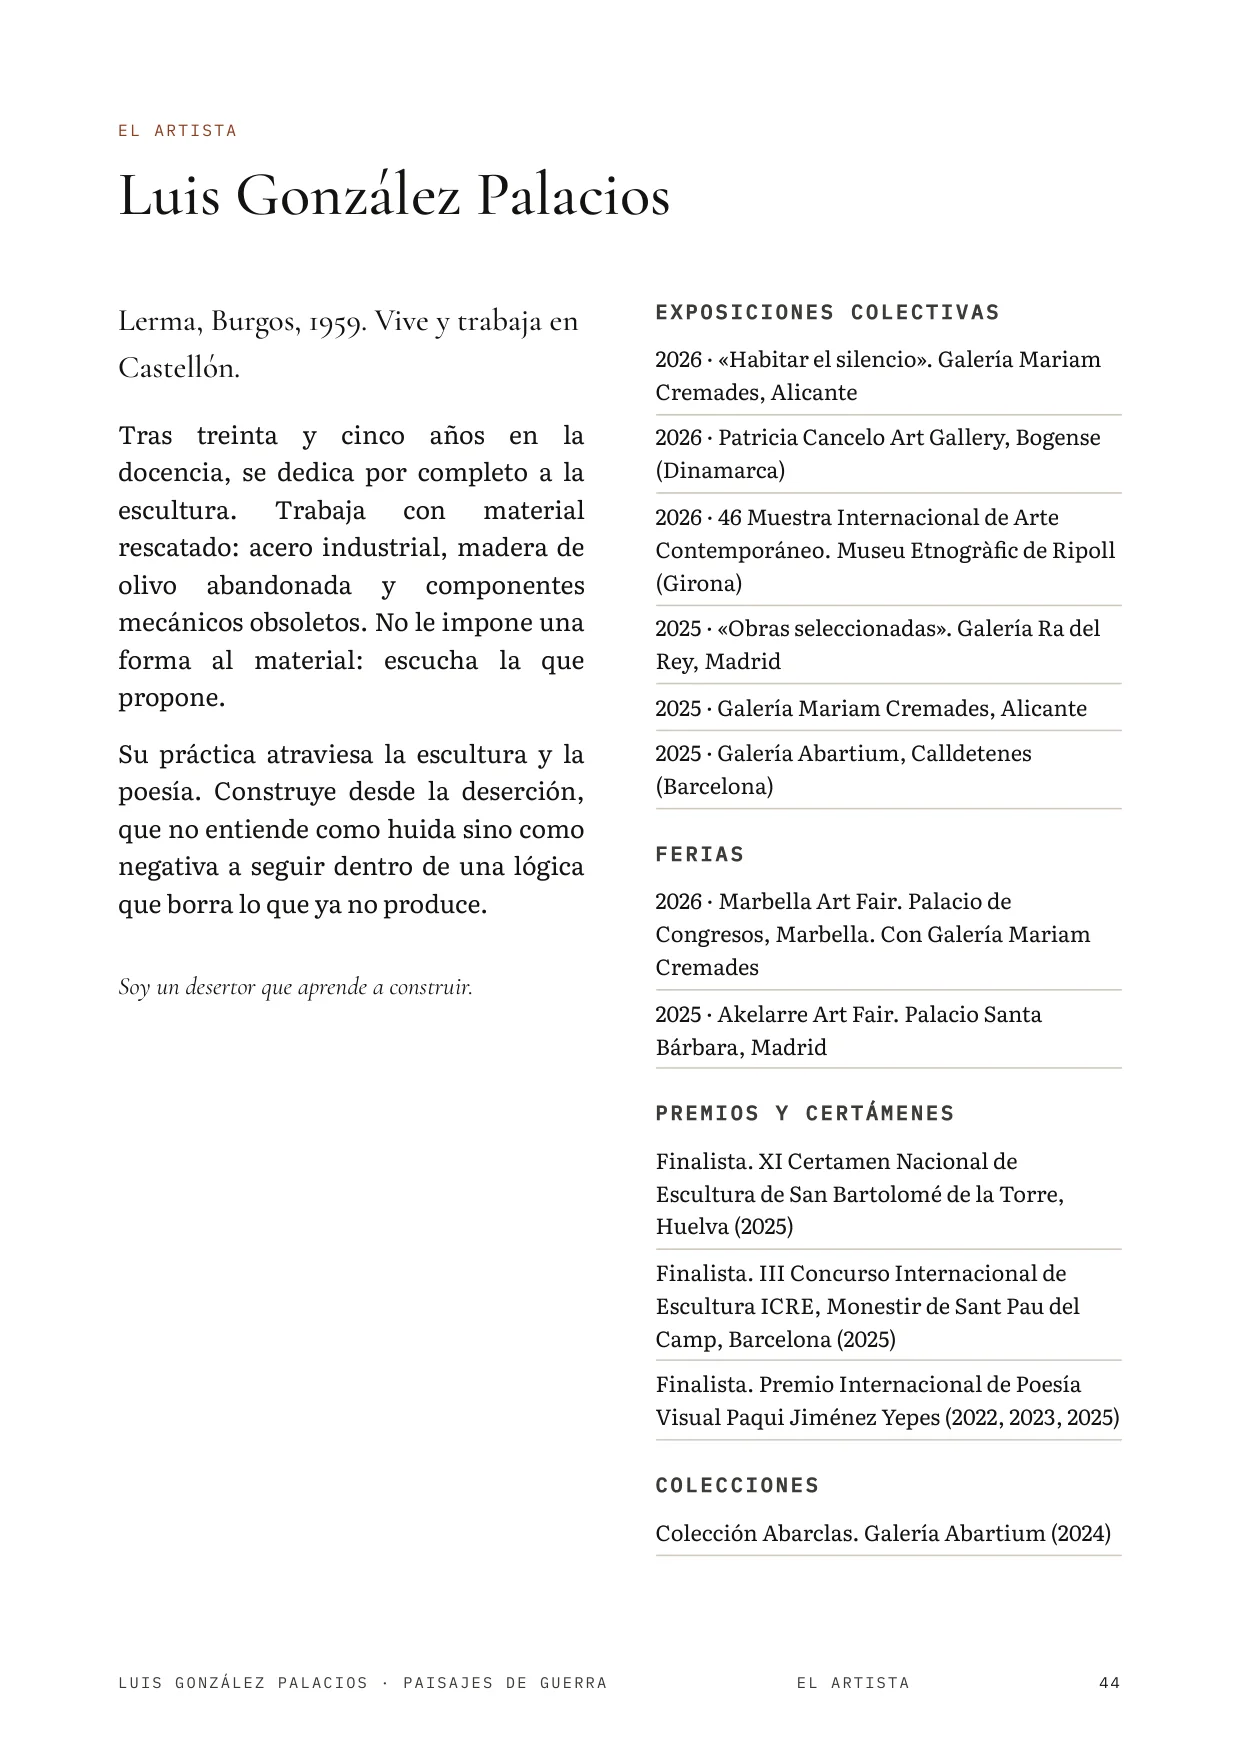 EL ARTISTA
Luis González Palacios
Lerma, Burgos, 1959. Vive y trabaja en
Castellón.
Tras treinta y cinco años en la
docencia, se dedica por completo a la
escultura. Trabaja con material
rescatado: acero industrial, madera de
olivo abandonada y componentes
mecánicos obsoletos. No le impone una
forma al material: escucha la que
propone.
Su práctica atraviesa la escultura y la
poesía. Construye desde la deserción,
que no entiende como huida sino como
negativa a seguir dentro de una lógica
que borra lo que ya no produce.
Soy un desertor que aprende a construir.
EXPOSICIONES COLECTIVAS
2026 · «Habitar el silencio». Galería Mariam
Cremades, Alicante
2026 · Patricia Cancelo Art Gallery, Bogense
(Dinamarca)
2026 · 46 Muestra Internacional de Arte
Contemporáneo. Museu Etnogràfic de Ripoll
(Girona)
2025 · «Obras seleccionadas». Galería Ra del
Rey, Madrid
2025 · Galería Mariam Cremades, Alicante
2025 · Galería Abartium, Calldetenes
(Barcelona)
FERIAS
2026 · Marbella Art Fair. Palacio de
Congresos, Marbella. Con Galería Mariam
Cremades
2025 · Akelarre Art Fair. Palacio Santa
Bárbara, Madrid
PREMIOS Y CERTÁMENES
Finalista. XI Certamen Nacional de
Escultura de San Bartolomé de la Torre,
Huelva (2025)
Finalista. III Concurso Internacional de
Escultura ICRE, Monestir de Sant Pau del
Camp, Barcelona (2025)
Finalista. Premio Internacional de Poesía
Visual Paqui Jiménez Yepes (2022, 2023, 2025)
COLECCIONES
Colección Abarclas. Galería Abartium (2024)
LUIS GONZÁLEZ PALACIOS · PAISAJES DE GUERRA EL ARTISTA 44